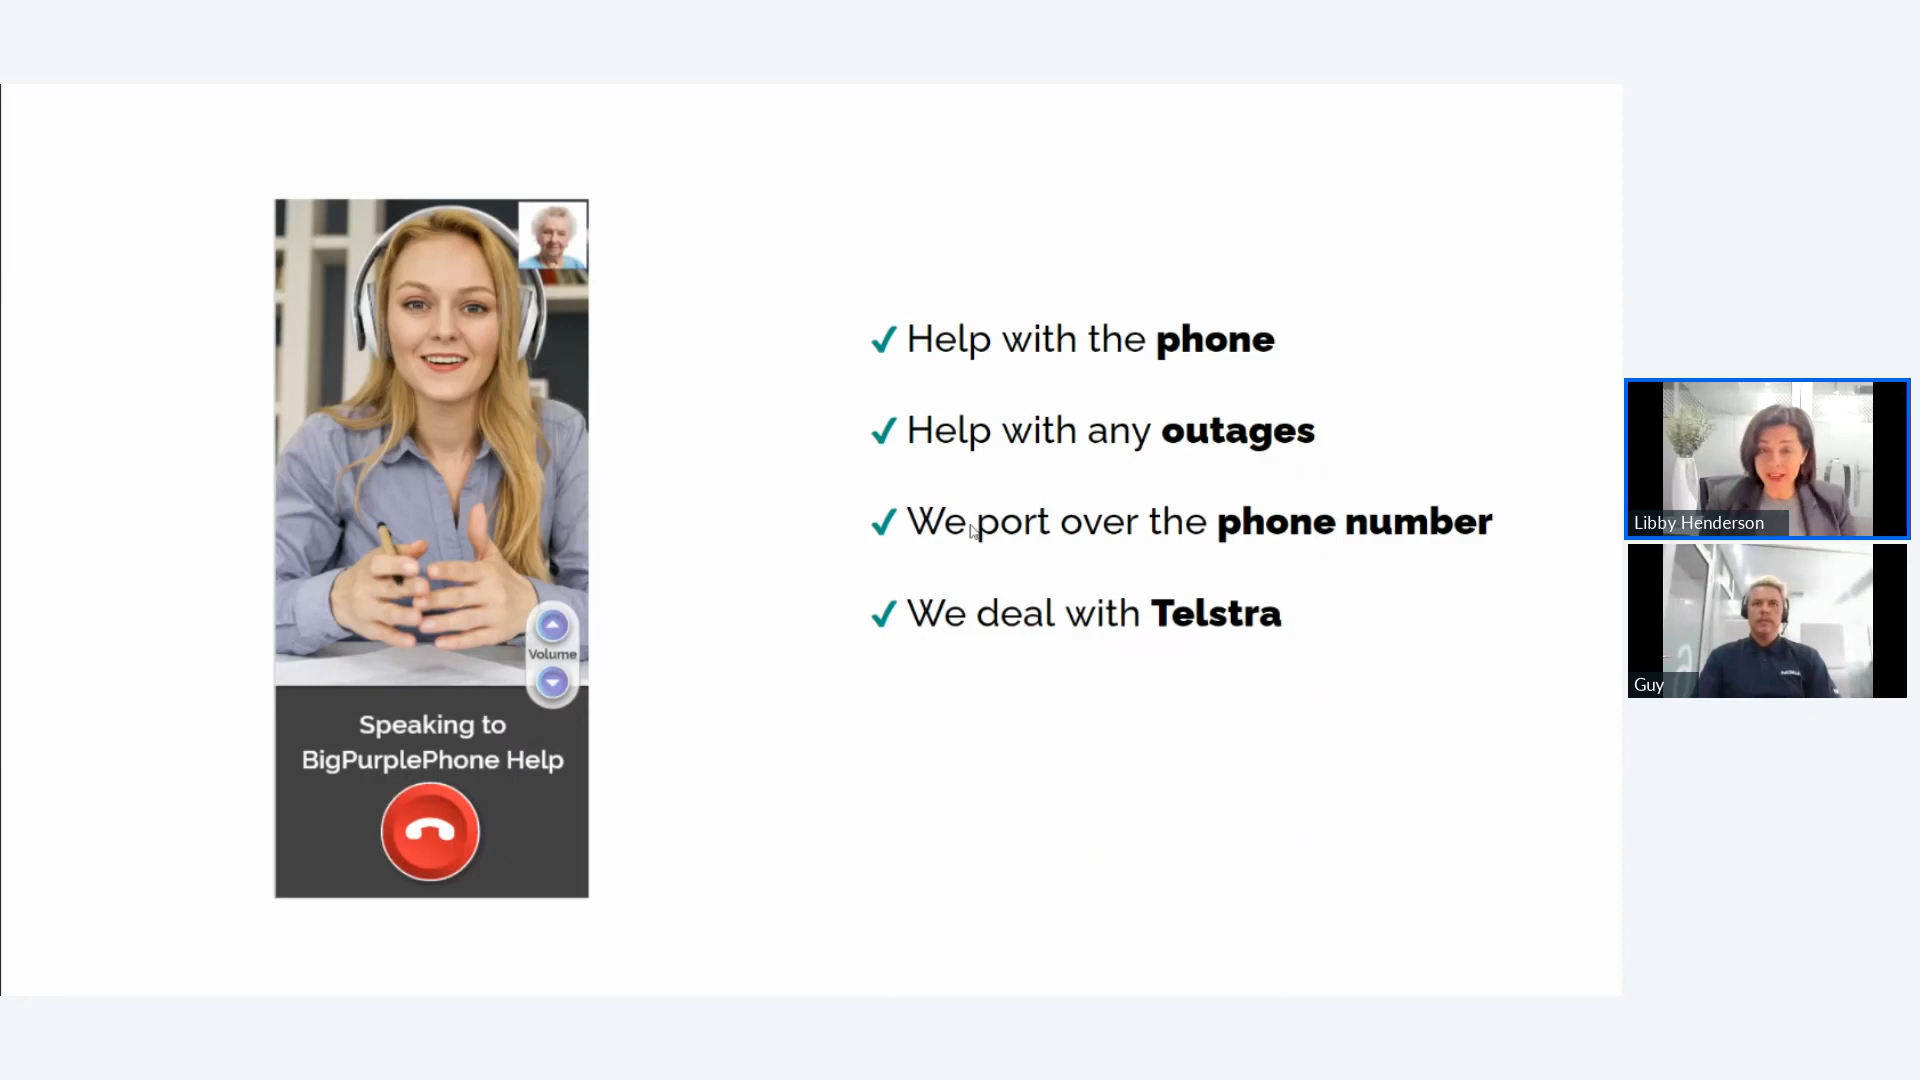 Help with the phone
Help with any outages
We port over the phone number
We deal with Telstra
Volume
Speaking to
BigPurplePhone Help
Libby Henderson
Guy